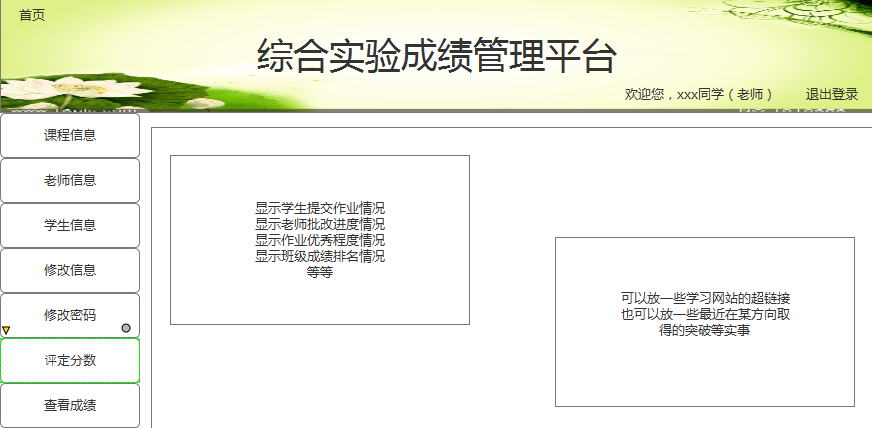 首页
综合实验成绩管理平台
欢迎您，xxx同学（老师）
退出登录
课程信息
老师信息
学生信息
修改信息
修改密码
评定分数
查看成绩
显示学生提交作业情况
显示老师批改进度情况
显示作业优秀程度情况
显示班级成绩排名情况
等等
可以放一些学习网站的超链接
也可以放一些最近在某方向取
得的突破等实事